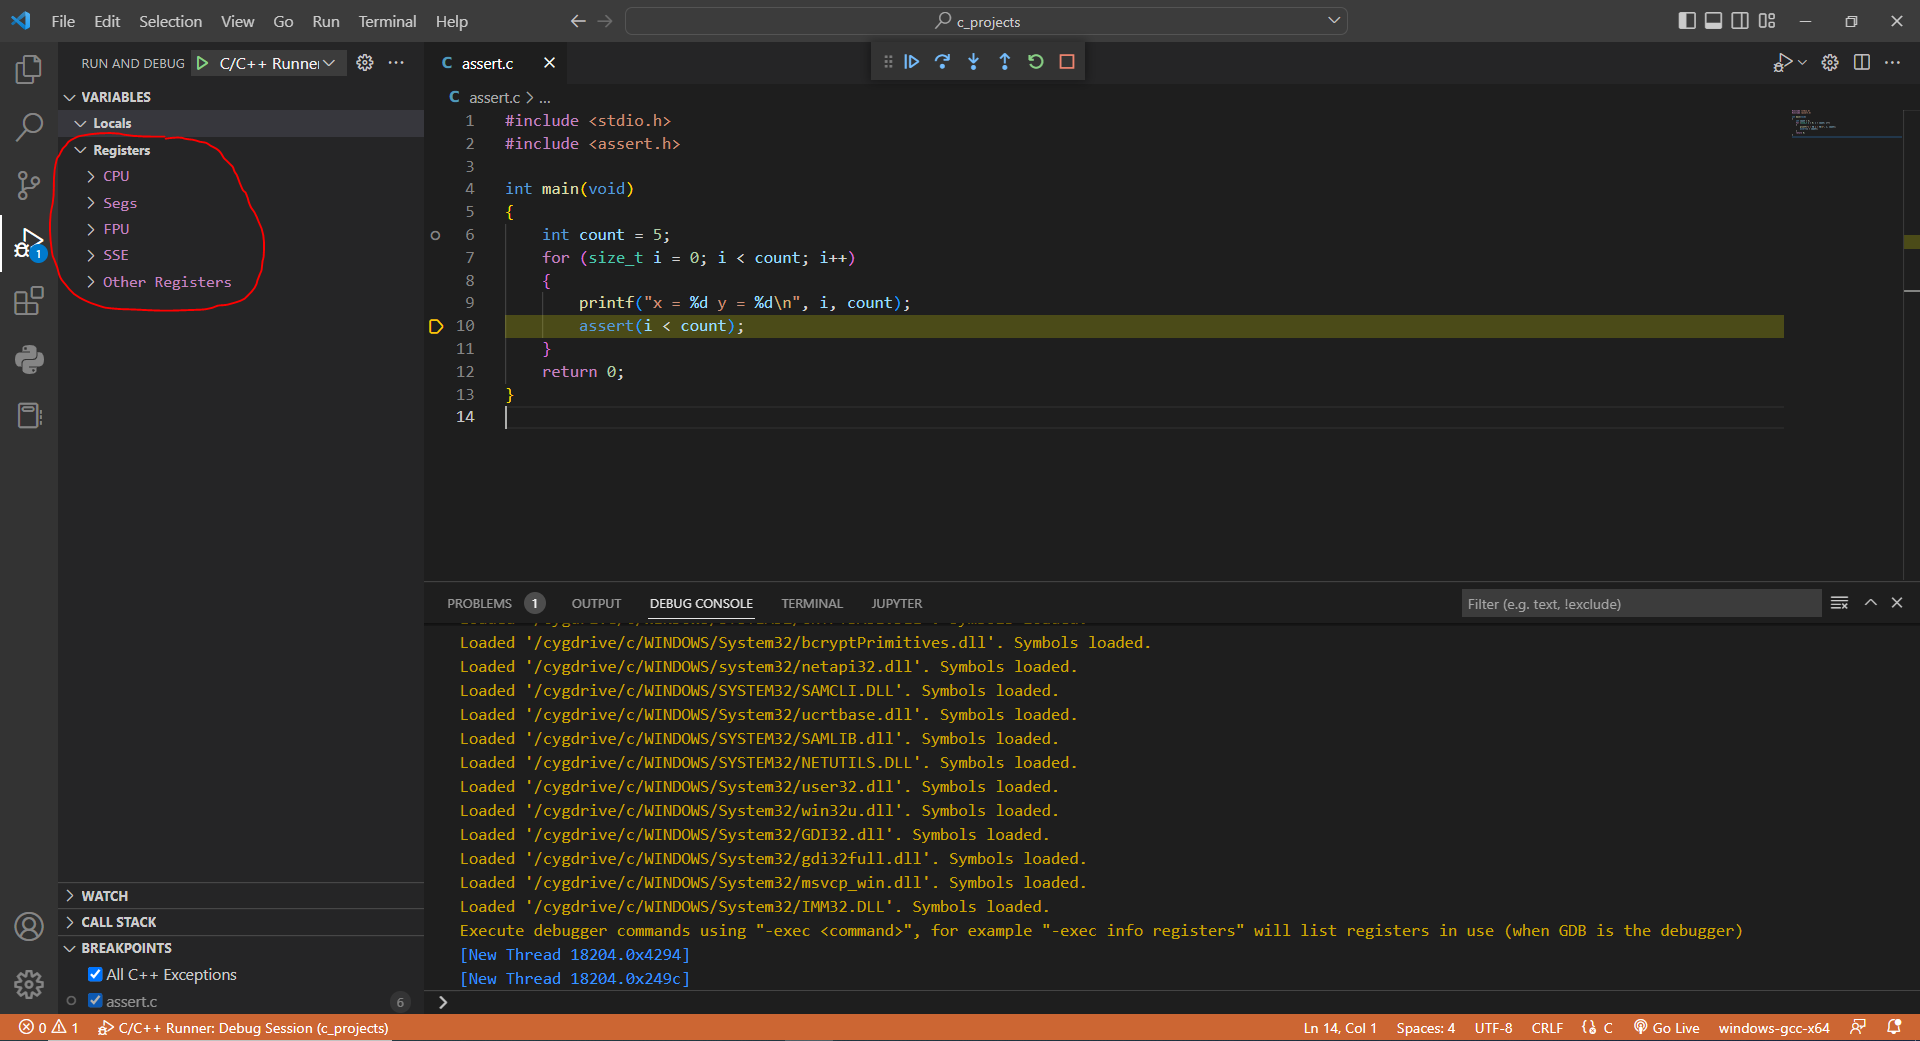 File Edit Selection View Go Run Terminal Help
c_projects
RUN AND DEBUG
C/C++ Runner
VARIABLES
Locals
Registers
CPU
Segs
FPU
SSE
Other Registers
WATCH
CALL STACK
BREAKPOINTS
All C++ Exceptions
assert.c 6
1
C assert.c
C assert.c > ...
1 #include <stdio.h>
2 #include <assert.h>
3
4 int main(void)
5 {
6 int count = 5;
7 for (size_t i = 0; i < count; i++)
8 {
9 printf("x = %d y = %d\n", i, count);
10 assert(i < count);
11 }
12 return 0;
13 }
14
PROBLEMS 1 OUTPUT DEBUG CONSOLE TERMINAL JUPYTER
Filter (e.g. text, !exclude)
Loaded '/cygdrive/c/WINDOWS/System32/bcryptPrimitives.dll'. Symbols loaded.
Loaded '/cygdrive/c/WINDOWS/system32/netapi32.dll'. Symbols loaded.
Loaded '/cygdrive/c/WINDOWS/SYSTEM32/SAMCLI.DLL'. Symbols loaded.
Loaded '/cygdrive/c/WINDOWS/System32/ucrtbase.dll'. Symbols loaded.
Loaded '/cygdrive/c/WINDOWS/SYSTEM32/SAMLIB.dll'. Symbols loaded.
Loaded '/cygdrive/c/WINDOWS/SYSTEM32/NETUTILS.DLL'. Symbols loaded.
Loaded '/cygdrive/c/WINDOWS/System32/user32.dll'. Symbols loaded.
Loaded '/cygdrive/c/WINDOWS/System32/win32u.dll'. Symbols loaded.
Loaded '/cygdrive/c/WINDOWS/System32/GDI32.dll'. Symbols loaded.
Loaded '/cygdrive/c/WINDOWS/System32/gdi32full.dll'. Symbols loaded.
Loaded '/cygdrive/c/WINDOWS/System32/msvcp_win.dll'. Symbols loaded.
Loaded '/cygdrive/c/WINDOWS/System32/IMM32.DLL'. Symbols loaded.
Execute debugger commands using "-exec <command>", for example "-exec info registers" will list registers in use (when GDB is the debugger)
[New Thread 18204.0x4294]
[New Thread 18204.0x249c]
0 1 C/C++ Runner: Debug Session (c_projects)
Ln 14, Col 1 Spaces: 4 UTF-8 CRLF C Go Live windows-gcc-x64